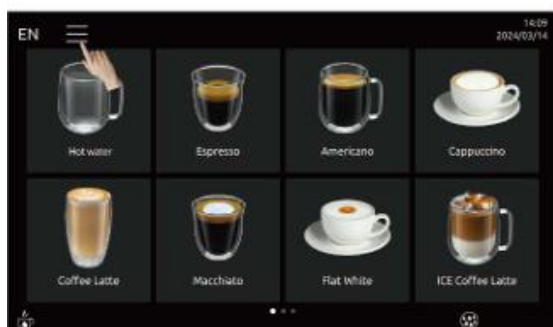 EN
14:09
2024/03/14
Hot water
Espresso
Americano
Cappuccino
Coffee Latte
Macchiato
Flat White
ICE Coffee Latte